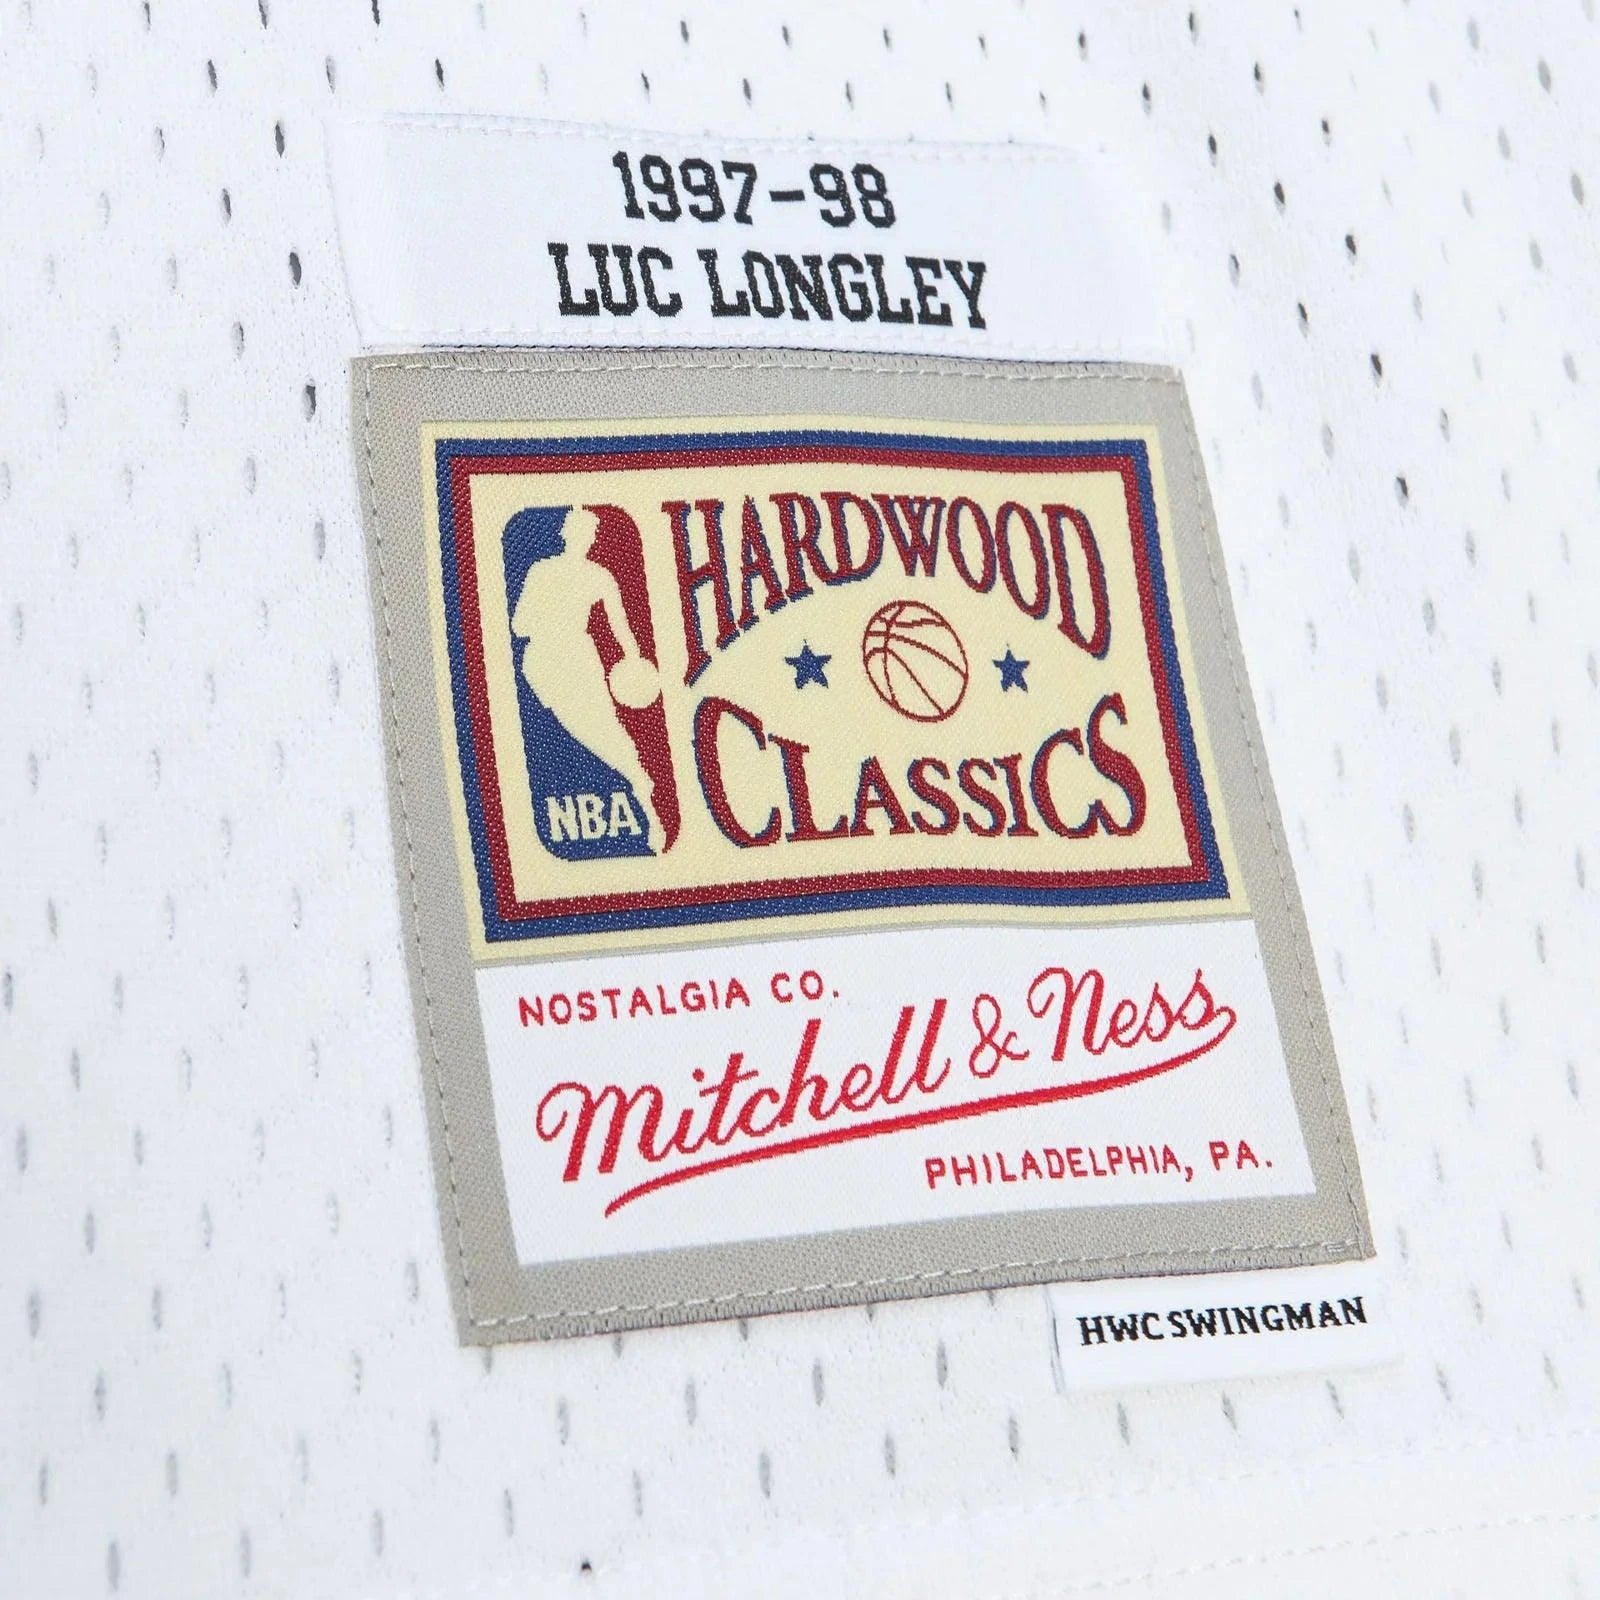 1997-98
LUC LONGLEY
HARDWOOD
CLASSICS
NBA
NOSTALGIA CO.
Mitchell & Ness
PHILADELPHIA, PA.
HWC SWINGMAN